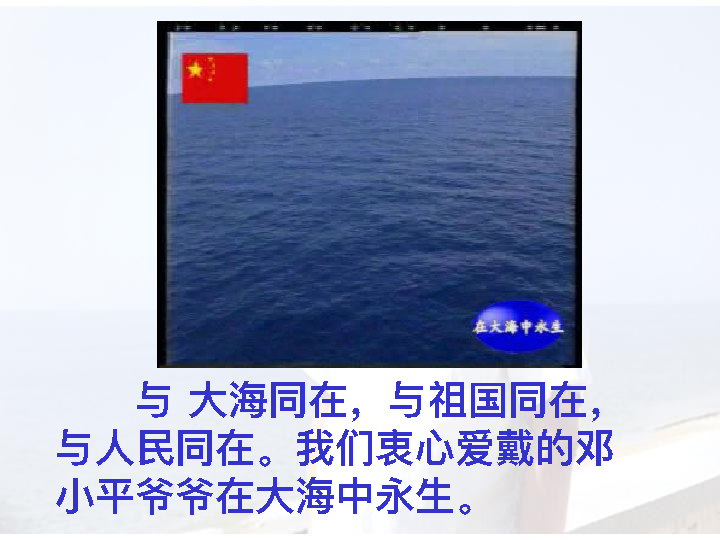 在大海中永生
与 大海同在，与祖国同在，
与人民同在。我们衷心爱戴的邓
小平爷爷在大海中永生。